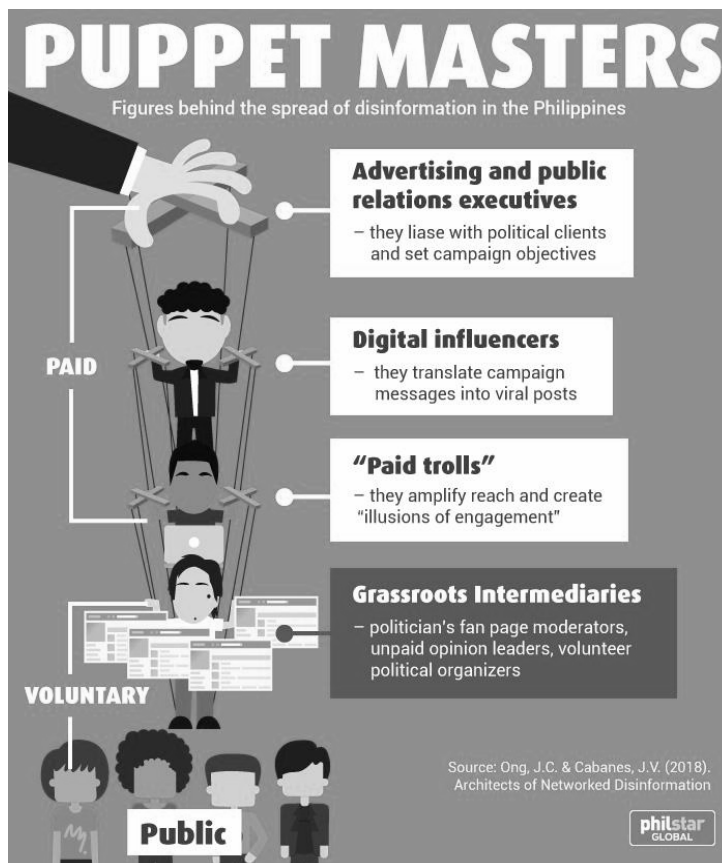 PUPPET MASTERS
Figures behind the spread of disinformation in the Philippines
Advertising and public
relations executives
– they liase with political clients
and set campaign objectives
PAID
Digital influencers
– they translate campaign
messages into viral posts
“Paid trolls”
– they amplify reach and create
“illusions of engagement”
Grassroots Intermediaries
– politician's fan page moderators,
unpaid opinion leaders, volunteer
political organizers
VOLUNTARY
Public
Source: Ong, J.C. & Cabanes, J.V. (2018).
Architects of Networked Disinformation
philstar
GLOBAL